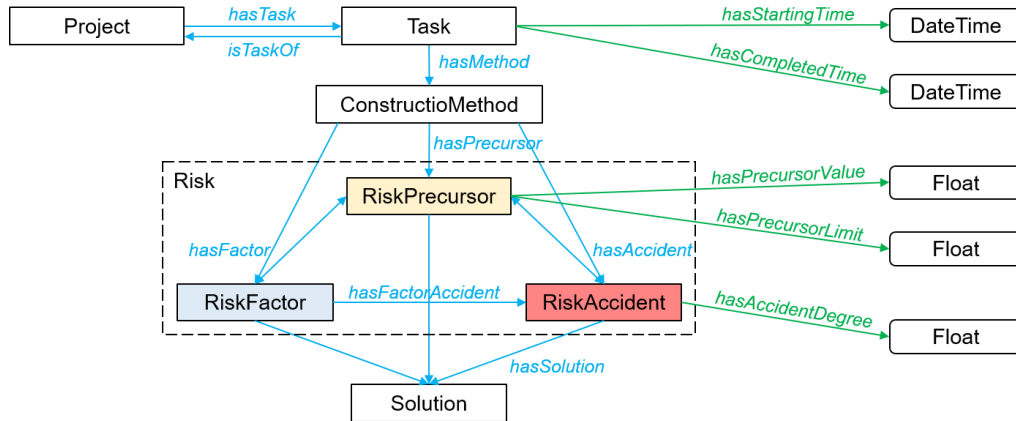 Project
hasTask
isTaskOf
Task
hasStartingTime
DateTime
hasCompletedTime
DateTime
hasMethod
ConstructioMethod
hasPrecursor
Risk
RiskPrecursor
hasPrecursorValue
Float
hasPrecursorLimit
Float
hasFactor
hasAccident
RiskFactor
hasFactorAccident
RiskAccident
hasAccidentDegree
Float
hasSolution
Solution